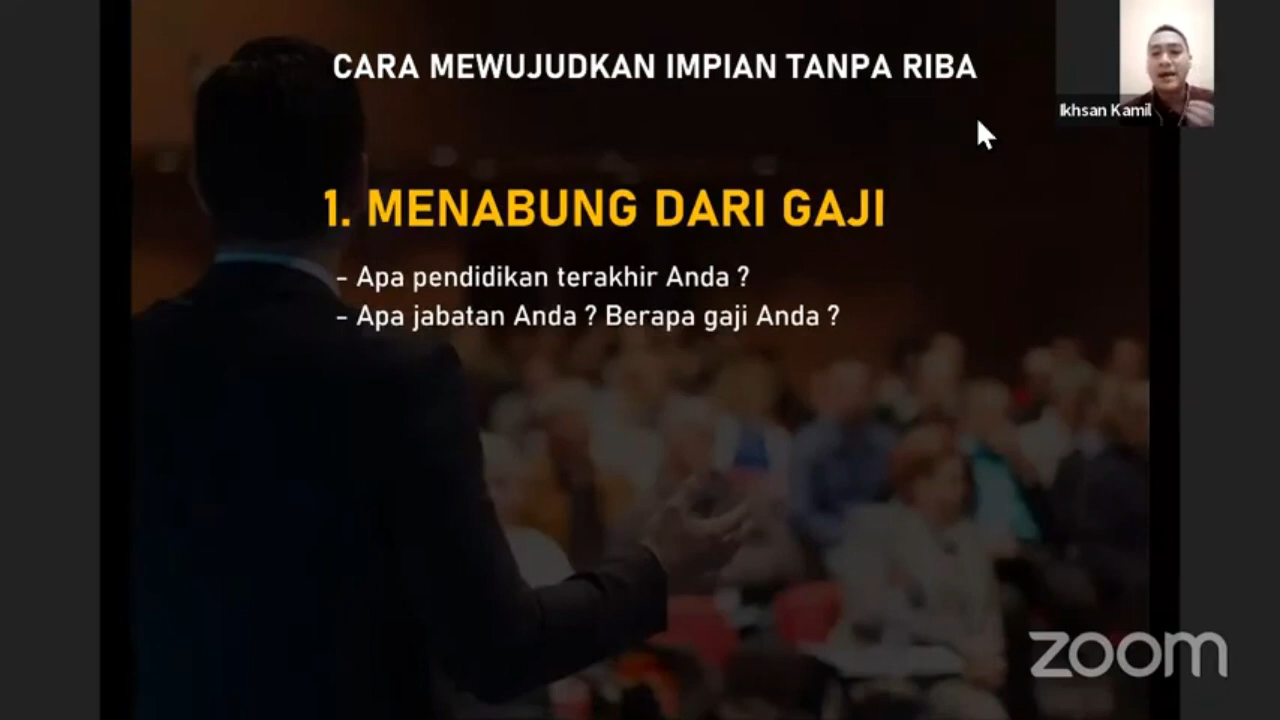 CARA MEWUJUDKAN IMPIAN TANPA RIBA
Ikhsan Kamil
1. MENABUNG DARI GAJI
- Apa pendidikan terakhir Anda ?
- Apa jabatan Anda ? Berapa gaji Anda ?
zoom